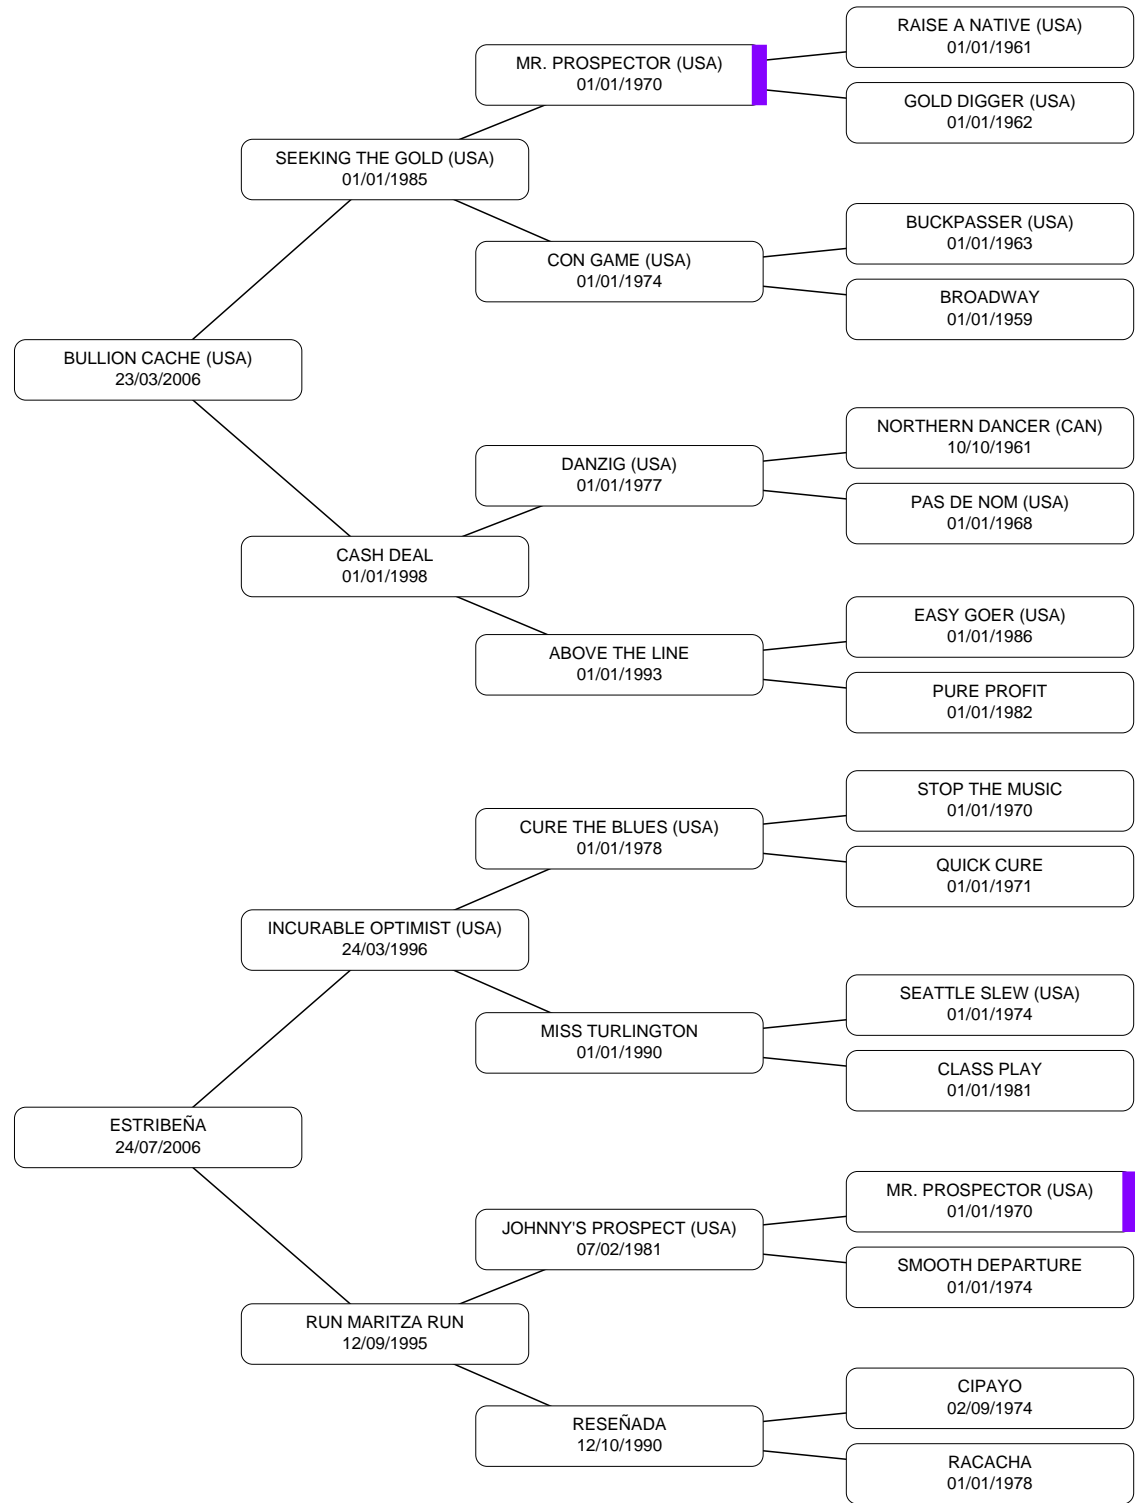 RAISE A NATIVE (USA)
01/01/1961
MR. PROSPECTOR (USA)
01/01/1970
GOLD DIGGER (USA)
01/01/1962
SEEKING THE GOLD (USA)
01/01/1985
BUCKPASSER (USA)
01/01/1963
CON GAME (USA)
01/01/1974
BROADWAY
01/01/1959
BULLION CACHE (USA)
23/03/2006
NORTHERN DANCER (CAN)
10/10/1961
DANZIG (USA)
01/01/1977
PAS DE NOM (USA)
01/01/1968
CASH DEAL
01/01/1998
EASY GOER (USA)
01/01/1986
ABOVE THE LINE
01/01/1993
PURE PROFIT
01/01/1982
STOP THE MUSIC
01/01/1970
CURE THE BLUES (USA)
01/01/1978
QUICK CURE
01/01/1971
INCURABLE OPTIMIST (USA)
24/03/1996
SEATTLE SLEW (USA)
01/01/1974
MISS TURLINGTON
01/01/1990
CLASS PLAY
01/01/1981
ESTRIBEÑA
24/07/2006
MR. PROSPECTOR (USA)
01/01/1970
JOHNNY'S PROSPECT (USA)
07/02/1981
SMOOTH DEPARTURE
01/01/1974
RUN MARITZA RUN
12/09/1995
CIPAYO
02/09/1974
RESEÑADA
12/10/1990
RACACHA
01/01/1978